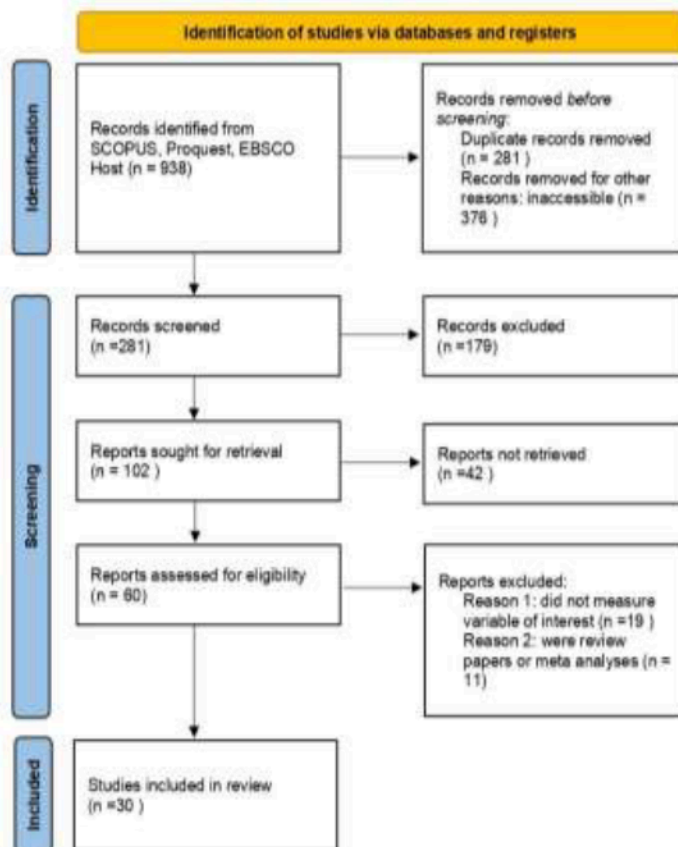 Identification of studies via databases and registers
Identification
Records identified from
SCOPUS, Proquest, EBSCO
Host (n = 938)
Records removed before
screening:
Duplicate records removed
(n = 281 )
Records removed for other
reasons: inaccessible (n =
376 )
Screening
Records screened
(n =281)
Records excluded
(n =179)
Reports sought for retrieval
(n = 102 )
Reports not retrieved
(n =42 )
Reports assessed for eligibility
(n = 60)
Reports excluded:
Reason 1: did not measure
variable of interest (n =19 )
Reason 2: were review
papers or meta analyses (n =
11)
Included
Studies included in review
(n =30 )